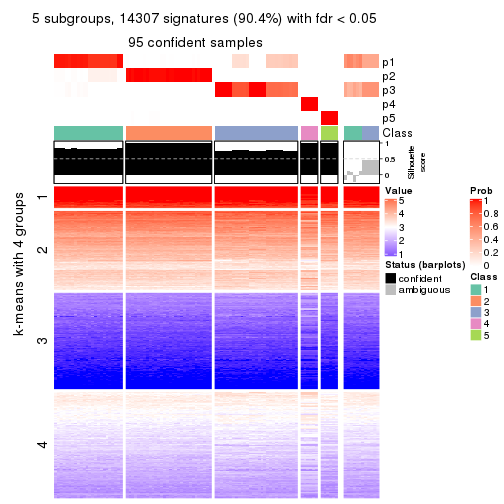 5 subgroups, 14307 signatures (90.4%) with fdr < 0.05
95 confident samples
p1
p2
p3
p4
p5
Class
1
0.5
0
Silhouette
score
k-means with 4 groups
1
2
3
4
Value
5
4
3
2
1
Status (barplots)
confident
ambiguous
Prob
1
0.8
0.6
0.4
0.2
0
Class
1
2
3
4
5